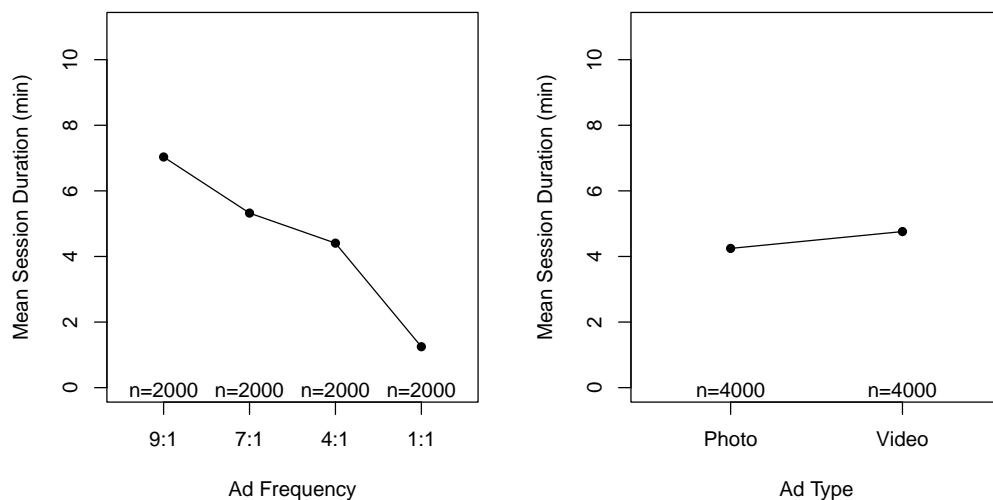 Mean Session Duration (min)
10
8
6
4
2
0
n=2000 n=2000 n=2000 n=2000
9:1 7:1 4:1 1:1
Ad Frequency
Mean Session Duration (min)
10
8
6
4
2
0
n=4000 n=4000
Photo Video
Ad Type